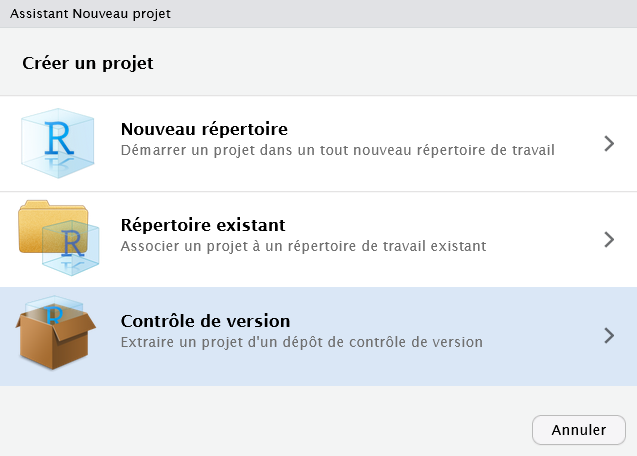 Assistant Nouveau projet
Créer un projet
Nouveau répertoire
Démarrer un projet dans un tout nouveau répertoire de travail
Répertoire existant
Associer un projet à un répertoire de travail existant
Contrôle de version
Extraire un projet d'un dépôt de contrôle de version
Annuler